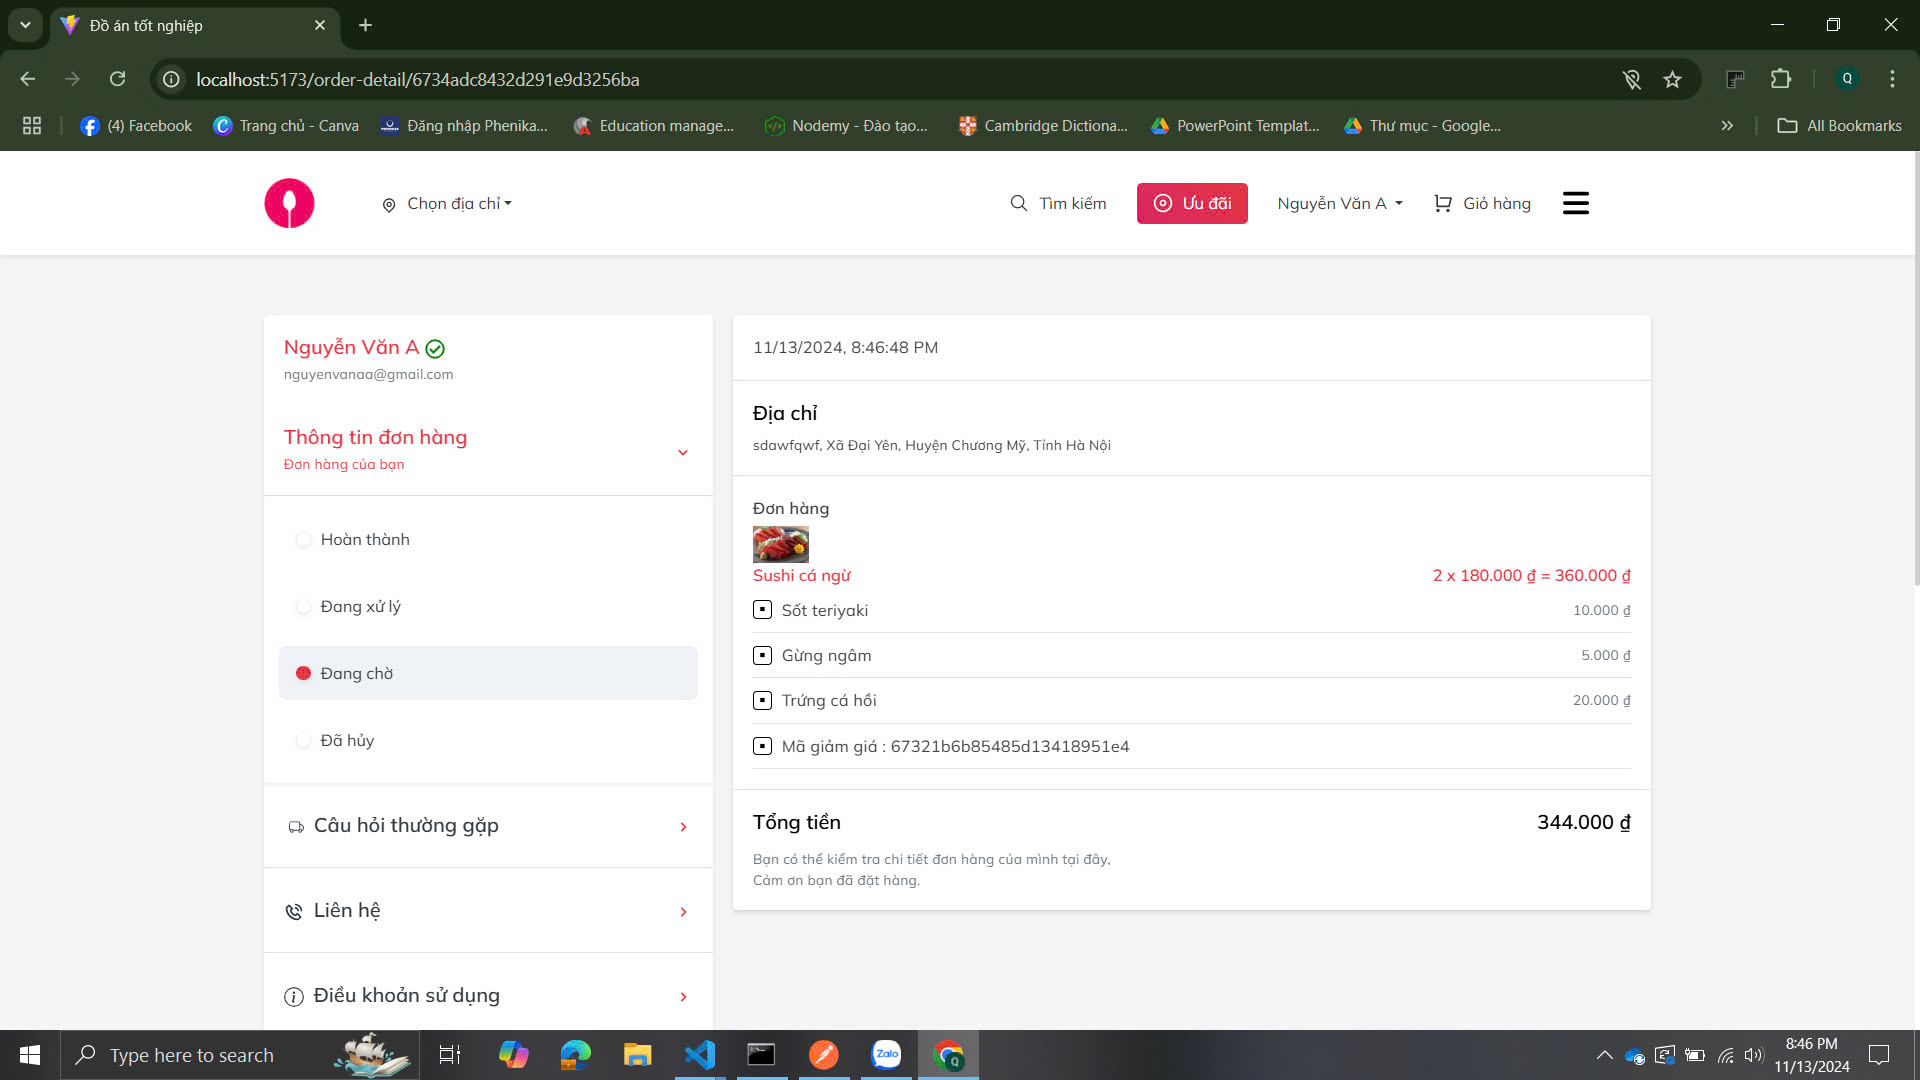 Đồ án tốt nghiệp
localhost:5173/order-detail/6734adc8432d291e9d3256ba
Q
(4) Facebook
Trang chủ - Canva
Đăng nhập Phenika...
Education manage...
Nodemy - Đào tạo...
Cambridge Dictiona...
PowerPoint Templat...
Thư mục - Google...
All Bookmarks
Chọn địa chỉ
Tìm kiếm
Ưu đãi
Nguyễn Văn A
Giỏ hàng
Nguyễn Văn A
nguyenvanaa@gmail.com
Thông tin đơn hàng
Đơn hàng của bạn
Hoàn thành
Đang xử lý
Đang chờ
Đã hủy
Câu hỏi thường gặp
Liên hệ
Điều khoản sử dụng
11/13/2024, 8:46:48 PM
Địa chỉ
sdawfqwf, Xã Đại Yên, Huyện Chương Mỹ, Tỉnh Hà Nội
Đơn hàng
Sushi cá ngừ 2 x 180.000 ₫ = 360.000 ₫
Sốt teriyaki 10.000 ₫
Gừng ngâm 5.000 ₫
Trứng cá hồi 20.000 ₫
Mã giảm giá : 67321b6b85485d13418951e4
Tổng tiền 344.000 ₫
Bạn có thể kiểm tra chi tiết đơn hàng của mình tại đây,
Cảm ơn bạn đã đặt hàng.
Type here to search
Zalo
Q
8:46 PM
11/13/2024